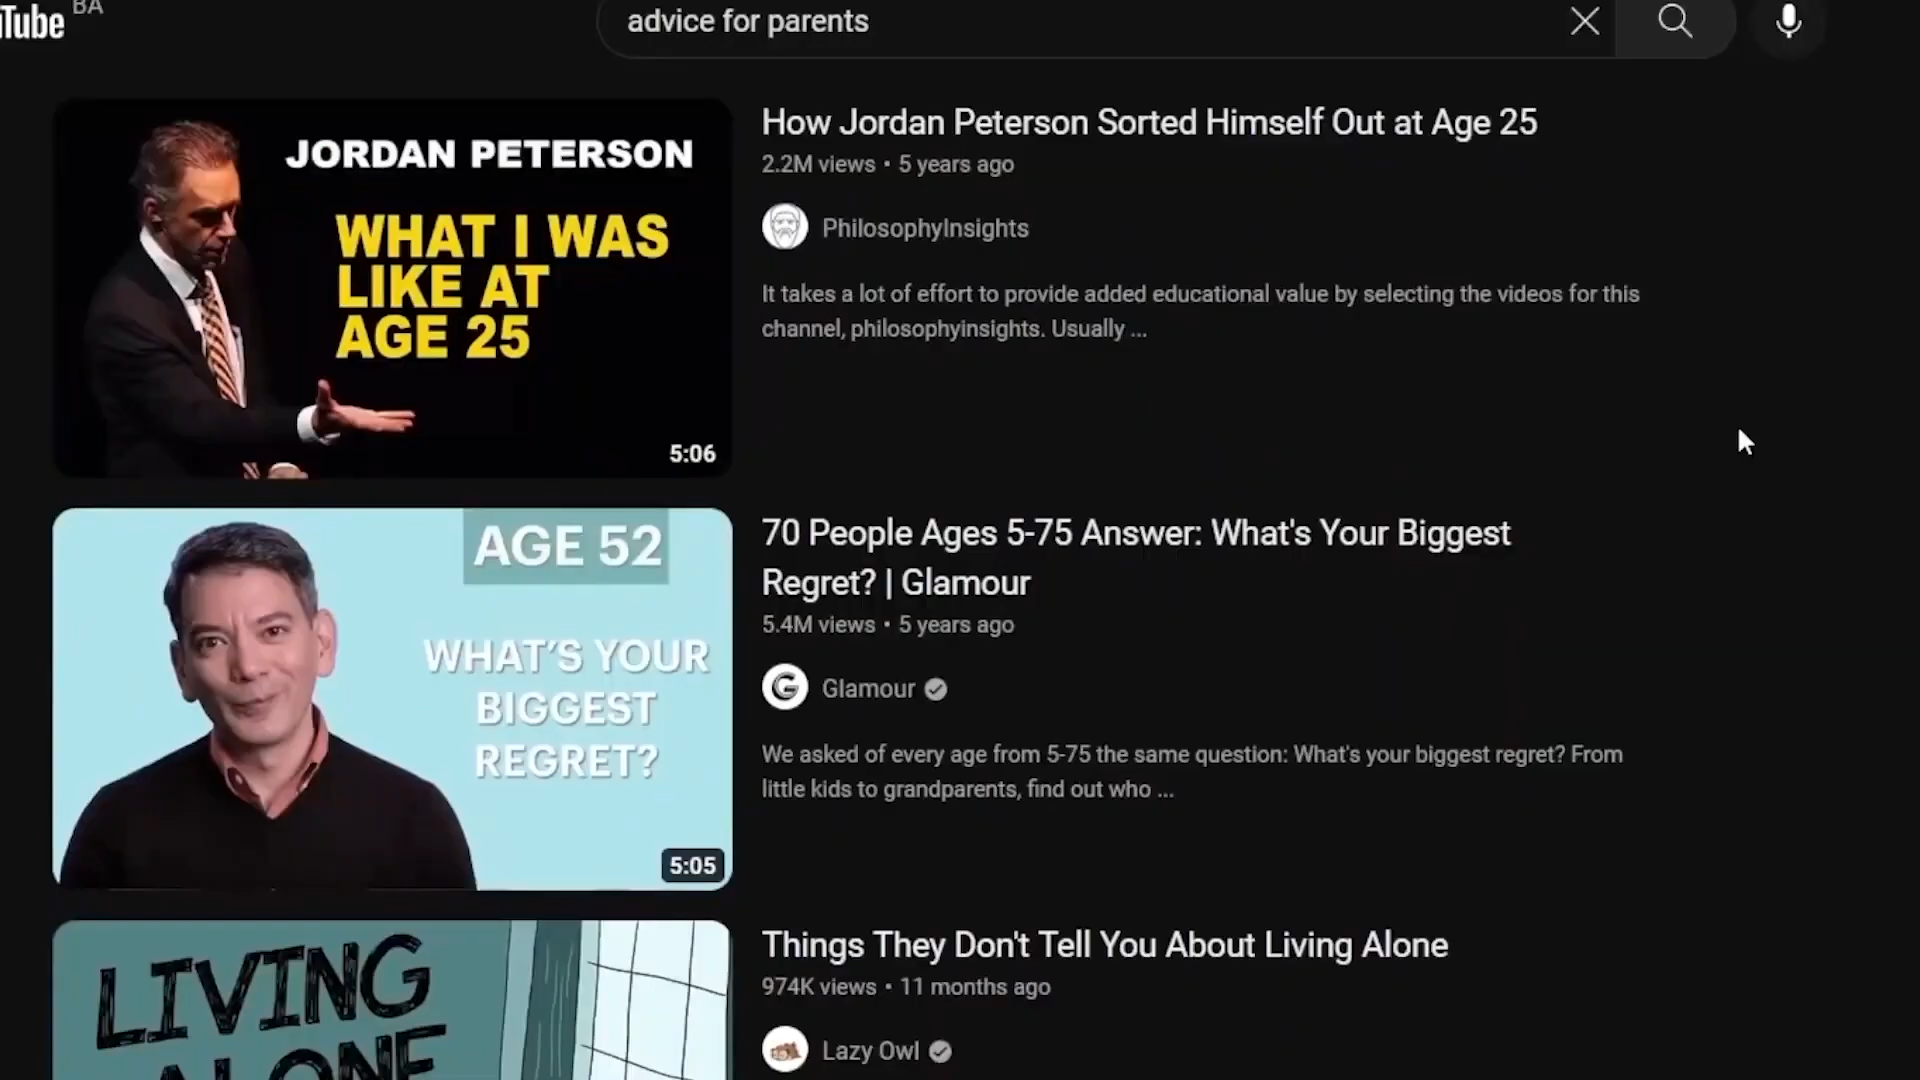 Tube BA
advice for parents
JORDAN PETERSON
WHAT I WAS
LIKE AT
AGE 25
5:06
How Jordan Peterson Sorted Himself Out at Age 25
2.2M views • 5 years ago
PhilosophyInsights
It takes a lot of effort to provide added educational value by selecting the videos for this
channel, philosophyinsights. Usually ...
AGE 52
WHAT'S YOUR
BIGGEST
REGRET?
5:05
70 People Ages 5-75 Answer: What's Your Biggest
Regret? | Glamour
5.4M views • 5 years ago
G Glamour
We asked of every age from 5-75 the same question: What's your biggest regret? From
little kids to grandparents, find out who ...
LIVING
ALONE
Things They Don't Tell You About Living Alone
974K views • 11 months ago
Lazy Owl